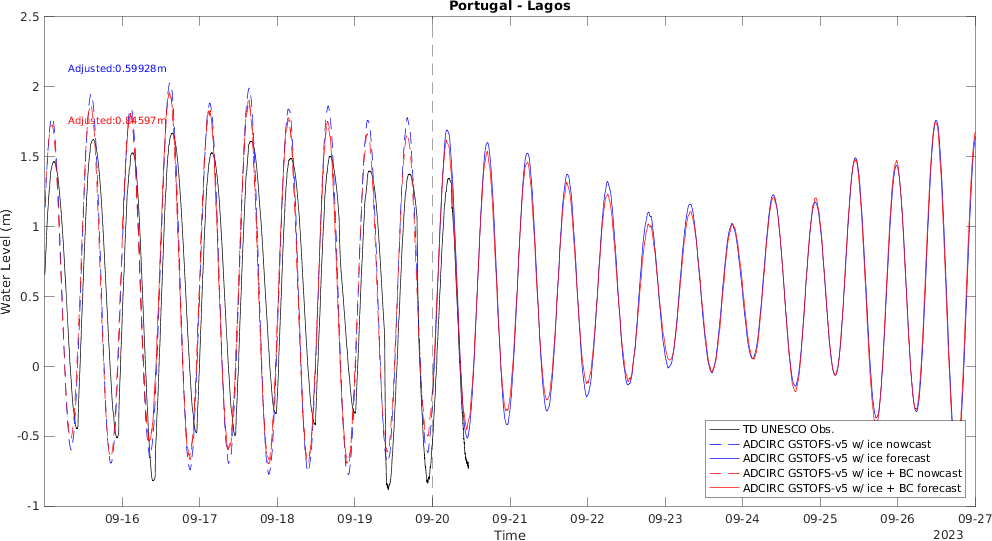 Portugal - Lagos
2.5
2
1.5
1
0.5
0
-0.5
-1
Water Level (m)
Adjusted:0.59928m
Adjusted:0.84597m
TD UNESCO Obs.
ADCIRC GSTOFS-v5 w/ ice nowcast
ADCIRC GSTOFS-v5 w/ ice forecast
ADCIRC GSTOFS-v5 w/ ice + BC nowcast
ADCIRC GSTOFS-v5 w/ ice + BC forecast
09-16 09-17 09-18 09-19 09-20 09-21 09-22 09-23 09-24 09-25 09-26 09-27
Time
2023